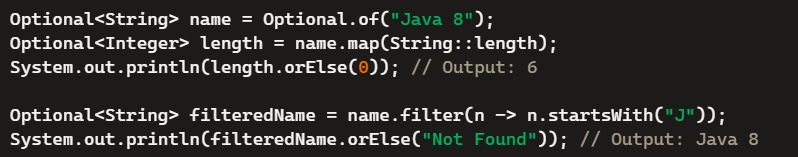 Optional<String> name = Optional.of("Java 8");
Optional<Integer> length = name.map(String::length);
System.out.println(length.orElse(0)); // Output: 6
Optional<String> filteredName = name.filter(n -> n.startsWith("J"));
System.out.println(filteredName.orElse("Not Found")); // Output: Java 8